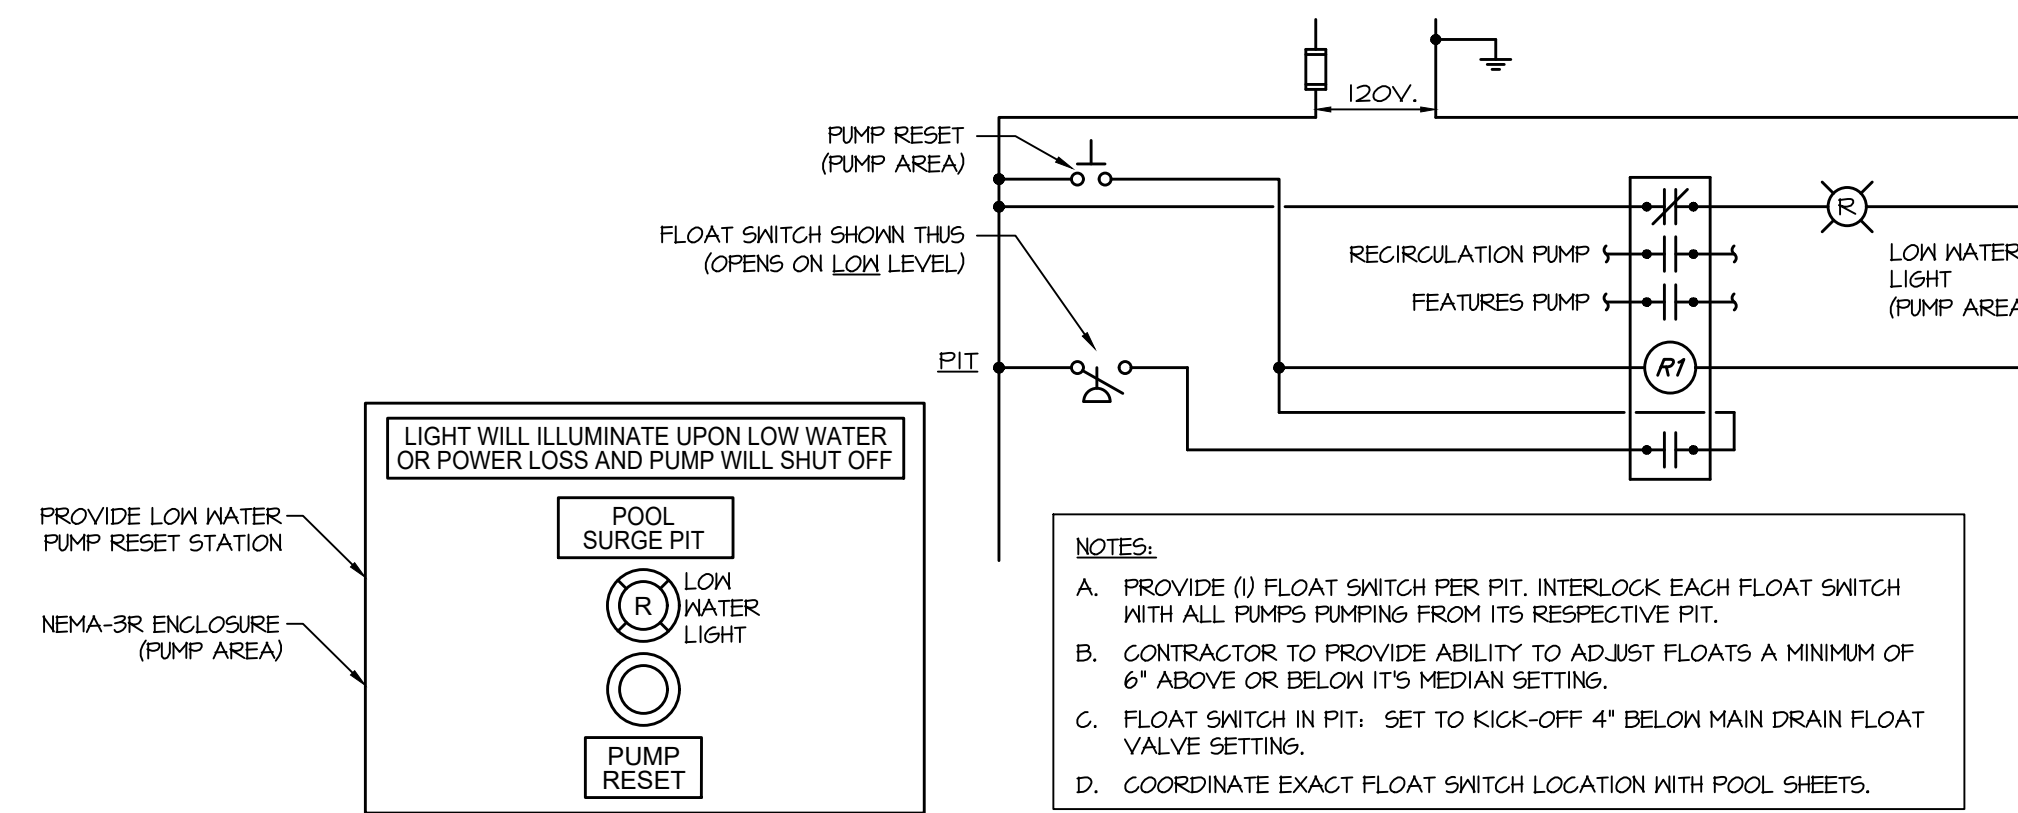 120V.
PUMP RESET
(PUMP AREA)
FLOAT SWITCH SHOWN THUS
(OPENS ON LOW LEVEL)
R
RECIRCULATION PUMP
LOW WATER
LIGHT
(PUMP AREA
FEATURES PUMP
PIT
R1
LIGHT WILL ILLUMINATE UPON LOW WATER
OR POWER LOSS AND PUMP WILL SHUT OFF
PROVIDE LOW WATER
PUMP RESET STATION
POOL
SURGE PIT
R
LOW
WATER
LIGHT
NEMA-3R ENCLOSURE
(PUMP AREA)
PUMP
RESET
NOTES:
A. PROVIDE (1) FLOAT SWITCH PER PIT. INTERLOCK EACH FLOAT SWITCH
WITH ALL PUMPS PUMPING FROM ITS RESPECTIVE PIT.
B. CONTRACTOR TO PROVIDE ABILITY TO ADJUST FLOATS A MINIMUM OF
6" ABOVE OR BELOW IT'S MEDIAN SETTING.
C. FLOAT SWITCH IN PIT: SET TO KICK-OFF 4" BELOW MAIN DRAIN FLOAT
VALVE SETTING.
D. COORDINATE EXACT FLOAT SWITCH LOCATION WITH POOL SHEETS.